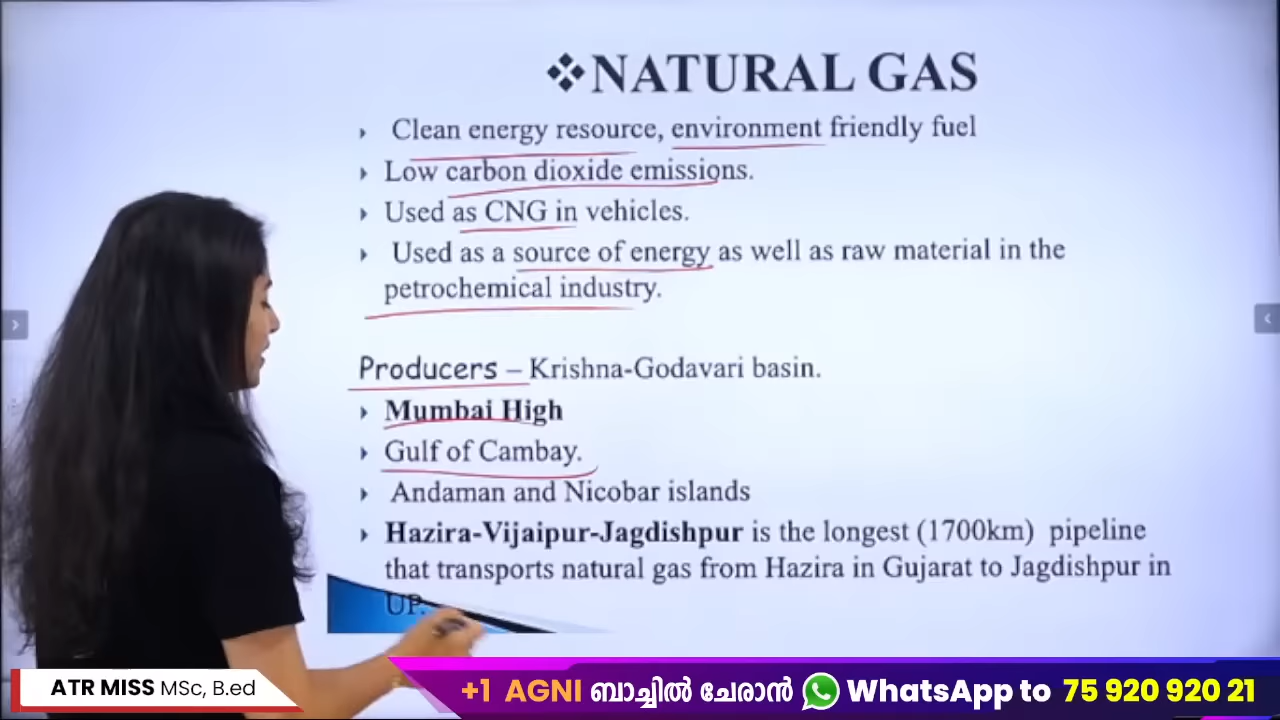 ❖NATURAL GAS
Clean energy resource, environment friendly fuel
Low carbon dioxide emissions.
Used as CNG in vehicles.
Used as a source of energy as well as raw material in the
petrochemical industry.
Producers – Krishna-Godavari basin.
Mumbai High
Gulf of Cambay.
Andaman and Nicobar islands
Hazira-Vijaipur-Jagdishpur is the longest (1700km) pipeline
that transports natural gas from Hazira in Gujarat to Jagdishpur in
UP.
ATR MISS MSc, B.ed
+1 AGNI ബാച്ചിൽ ചേരാൻ WhatsApp to 75 920 920 21